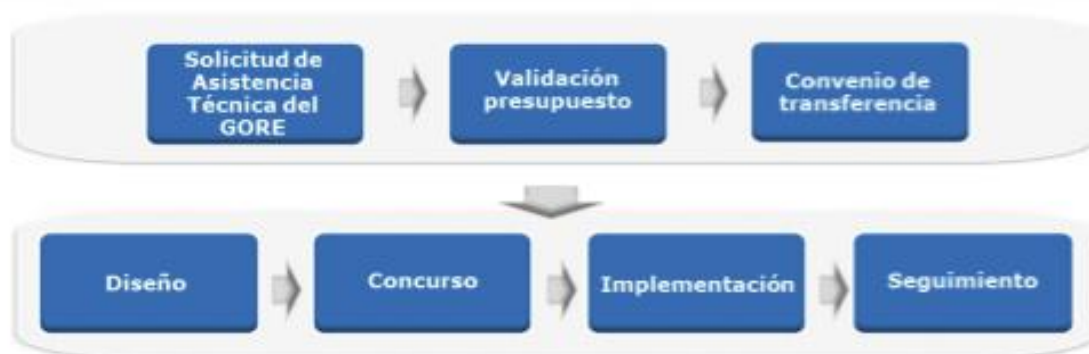 Solicitud de
Asistencia
Técnica del
GORE
Validación
presupuesto
Convenio de
transferencia
Diseño
Concurso
Implementación
Seguimiento